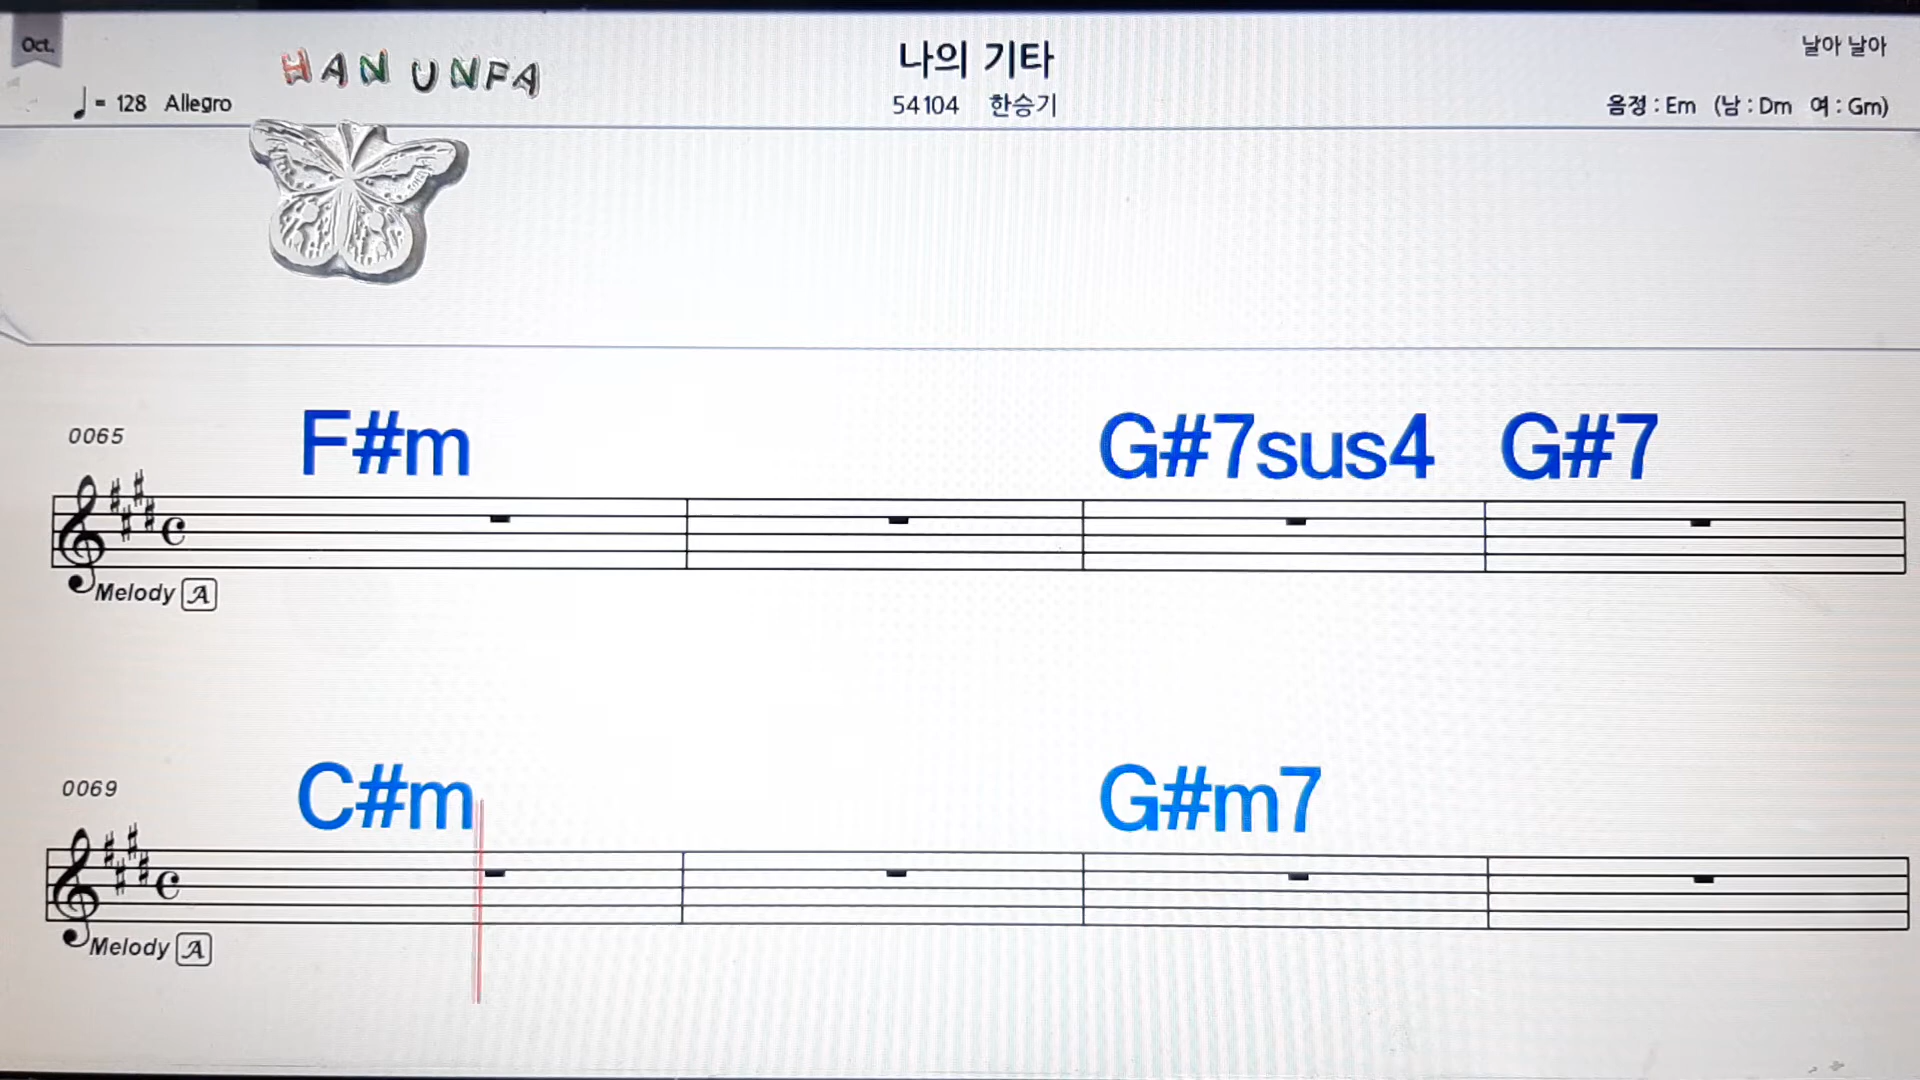 Oct.
HAN UNFA
나의 기타
날아 날아
♩= 128 Allegro
54104 한승기
음정 : Em (남 : Dm 여 : Gm)
0065
F#m G#7sus4 G#7
Melody A
0069
C#m G#m7
Melody A